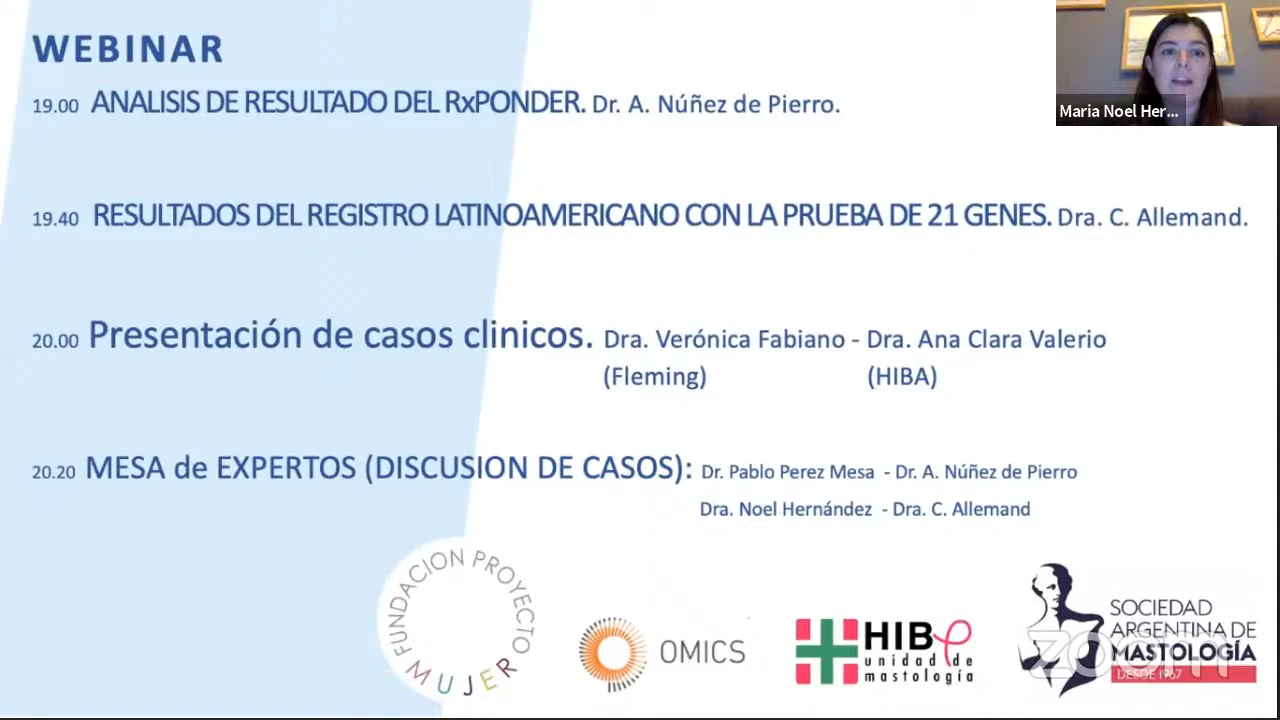 WEBINAR
Maria Noel Her...
19.00 ANALISIS DE RESULTADO DEL RxPONDER. Dr. A. Núñez de Pierro.
19.40 RESULTADOS DEL REGISTRO LATINOAMERICANO CON LA PRUEBA DE 21 GENES. Dra. C. Allemand.
20.00 Presentación de casos clinicos. Dra. Verónica Fabiano - Dra. Ana Clara Valerio
(Fleming) (HIBA)
20.20 MESA de EXPERTOS (DISCUSION DE CASOS): Dr. Pablo Perez Mesa - Dr. A. Núñez de Pierro
Dra. Noel Hernández - Dra. C. Allemand
FUNDACION PROYECTO
MUJER
OMICS
HIB
unidad de
mastología
SOCIEDAD
ARGENTINA DE
MASTOLOGÍA
DESDE 1967
zoom